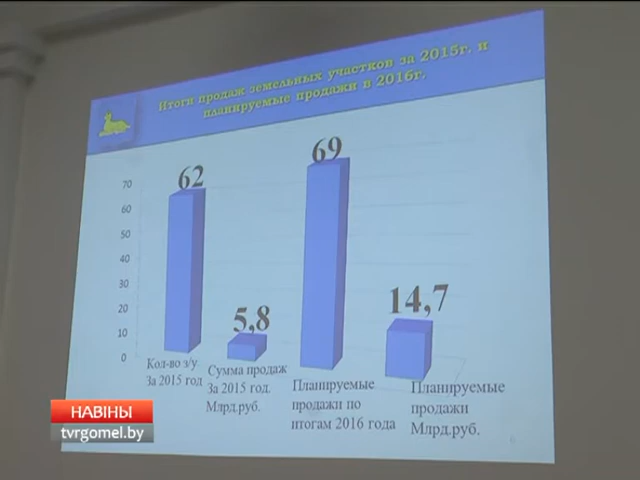 Итоги продаж земельных участков за 2015г. и
планируемые продажи в 2016г.
70
60
50
40
30
20
10
0
62
5,8
69
14,7
Кол-во з/у
За 2015 год
Сумма продаж
За 2015 год.
Млрд.руб.
Планируемые
продажи по
итогам 2016 года
Планируемые
продажи
Млрд.руб.
НАВІНЫ
tvrgomel.by